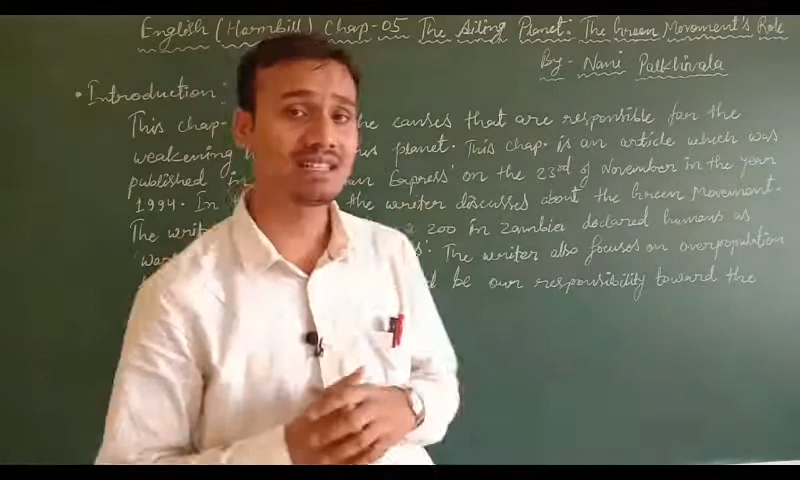 English (Hornbill) Chap-05 The Ailing Planet: The Green Movement's Role
By- Nani Palkhivala
• Introduction:
This chap- he causes that are responsible for the
weakening planet. This chap. is an article which was
published in an Express' on the 23rd of November in the year
1994. In the writer discusses about the Green Movement.
The writ zoo in Zambia declared humans as
The writer also focuses on overpopulation
d be our responsibility toward the